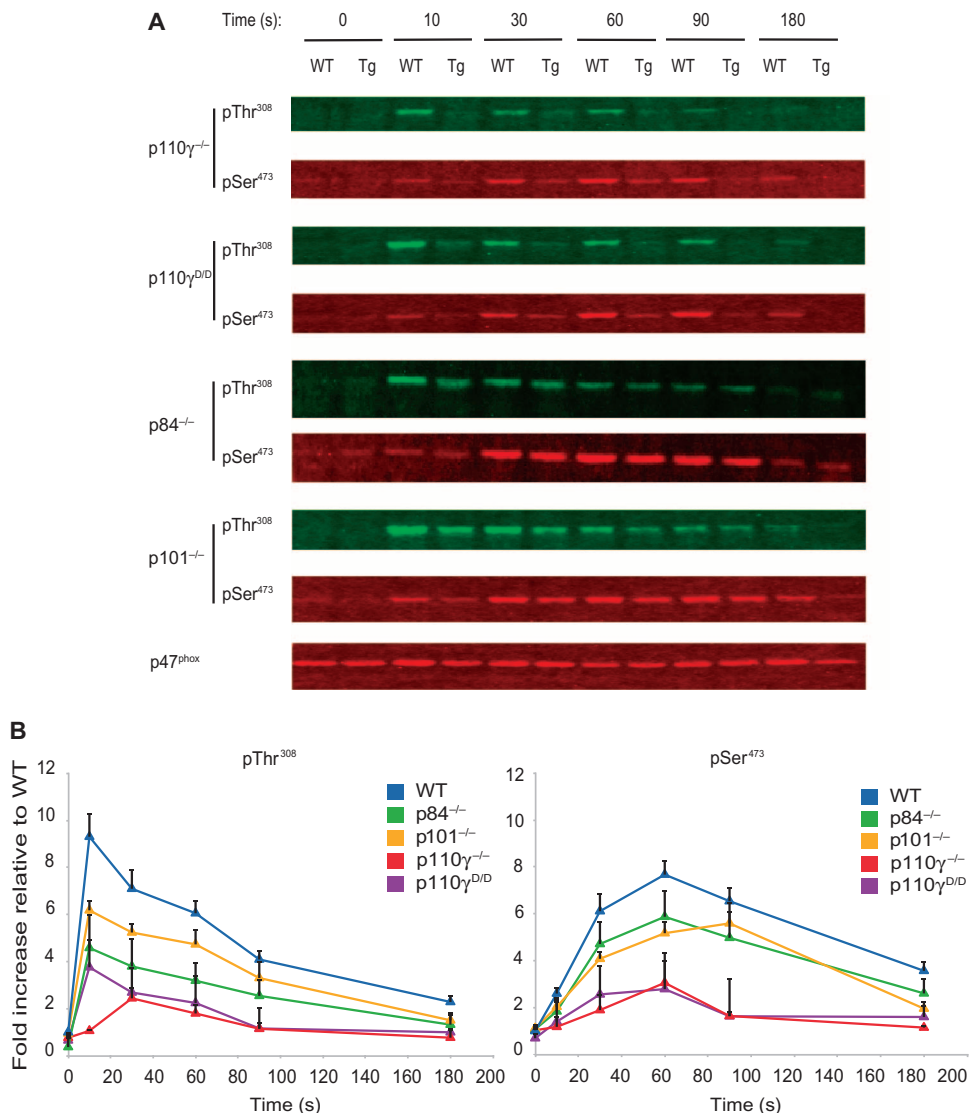 A
Time (s): 0 10 30 60 90 180
WT Tg WT Tg WT Tg WT Tg WT Tg WT Tg
p110γ⁻/⁻
pThr³⁰⁸
pSer⁴⁷³
p110γᴰ/ᴰ
pThr³⁰⁸
pSer⁴⁷³
p84⁻/⁻
pThr³⁰⁸
pSer⁴⁷³
p101⁻/⁻
pThr³⁰⁸
pSer⁴⁷³
p47ᵖʰᵒˣ
B
pThr³⁰⁸
Fold increase relative to WT
12
10
8
6
4
2
0
WT
p84⁻/⁻
p101⁻/⁻
p110γ⁻/⁻
p110γᴰ/ᴰ
0 20 40 60 80 100 120 140 160 180 200
Time (s)
pSer⁴⁷³
12
10
8
6
4
2
0
WT
p84⁻/⁻
p101⁻/⁻
p110γ⁻/⁻
p110γᴰ/ᴰ
0 20 40 60 80 100 120 140 160 180 200
Time (s)